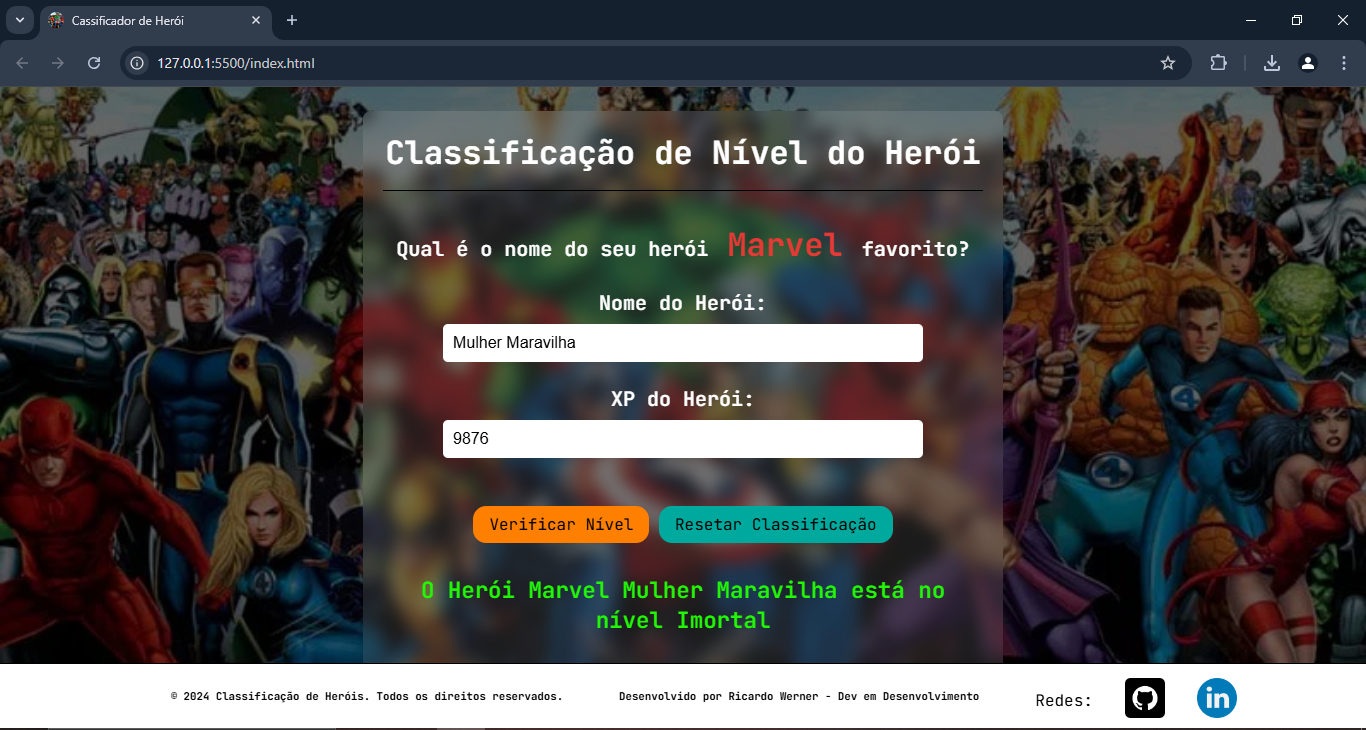 Cassificador de Herói
127.0.0.1:5500/index.html
Classificação de Nível do Herói
Qual é o nome do seu herói Marvel favorito?
Nome do Herói:
Mulher Maravilha
XP do Herói:
9876
Verificar Nível Resetar Classificação
O Herói Marvel Mulher Maravilha está no
nível Imortal
© 2024 Classificação de Heróis. Todos os direitos reservados. Desenvolvido por Ricardo Werner - Dev em Desenvolvimento Redes: in